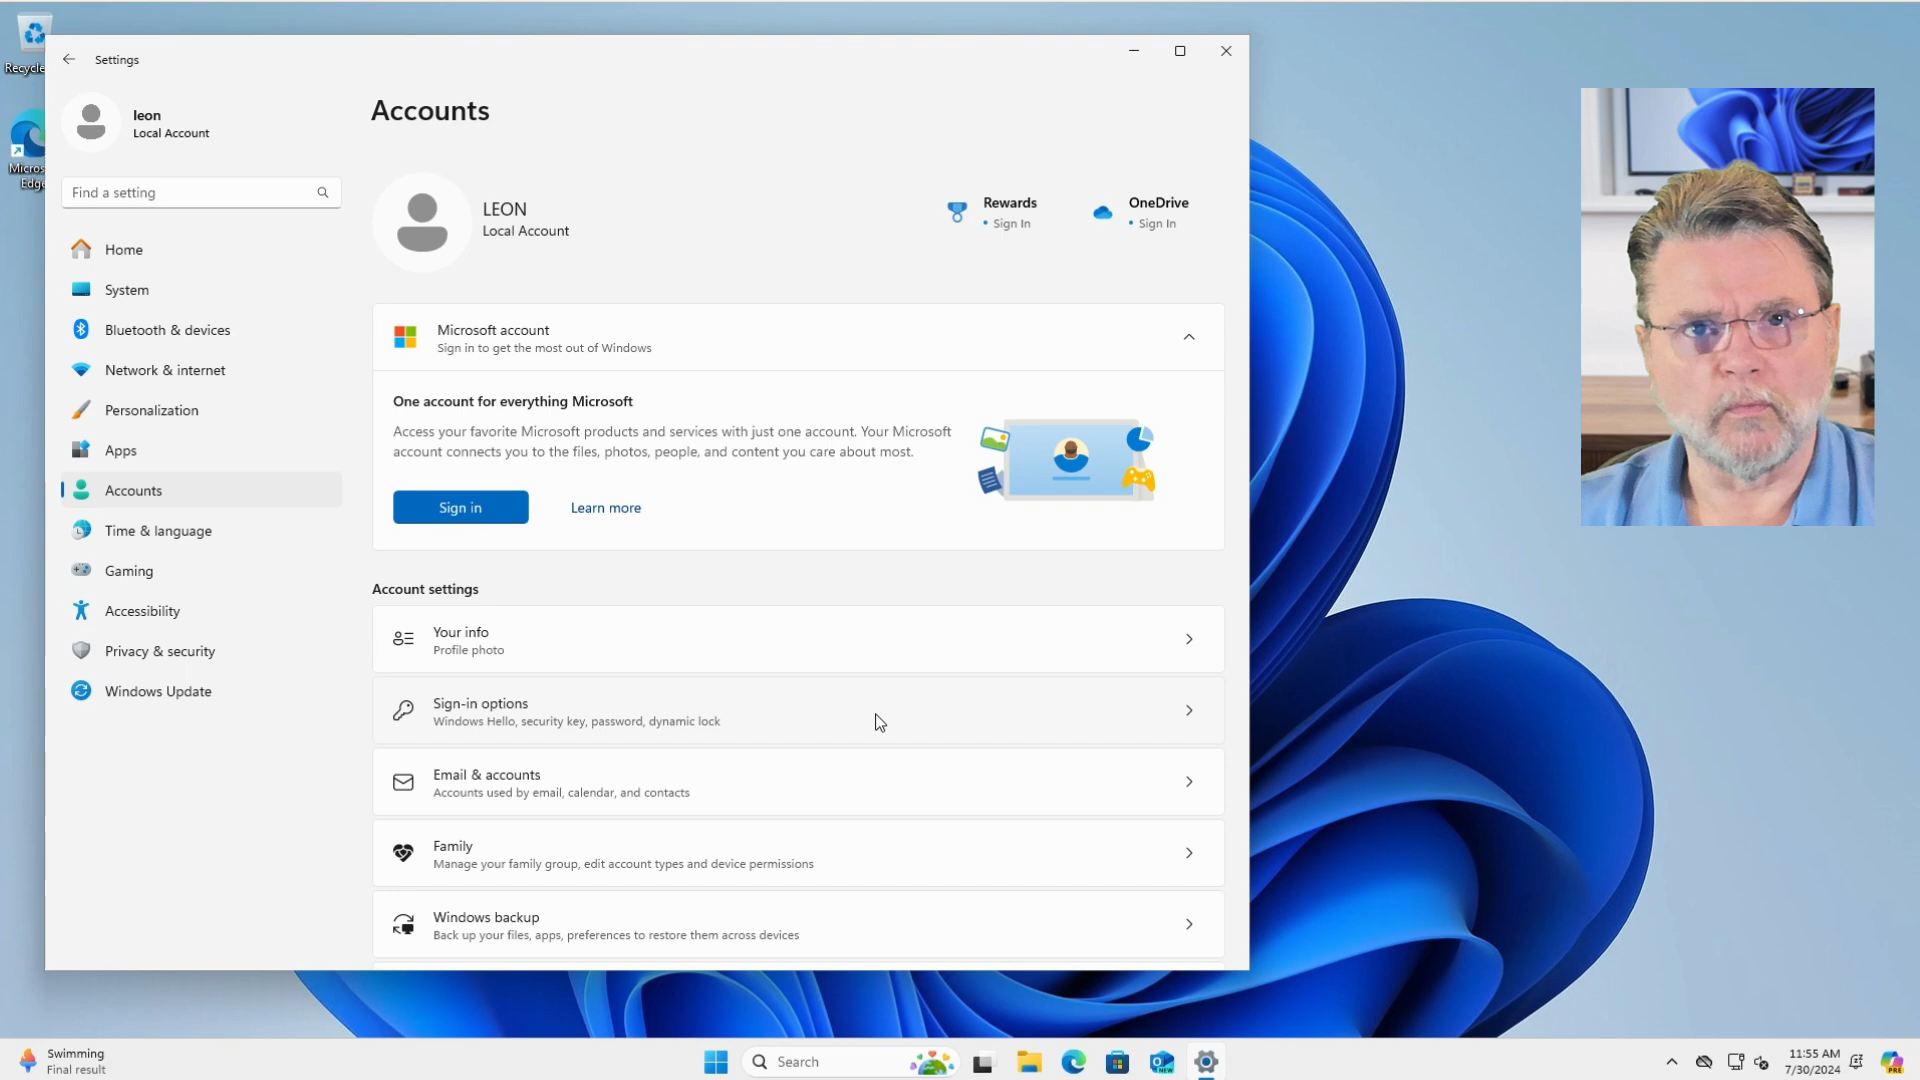 Recycle
Micros
Edge
Settings
leon
Local Account
Find a setting
Home
System
Bluetooth & devices
Network & internet
Personalization
Apps
Accounts
Time & language
Gaming
Accessibility
Privacy & security
Windows Update
Accounts
LEON
Local Account
Rewards
• Sign In
OneDrive
• Sign In
Microsoft account
Sign in to get the most out of Windows
One account for everything Microsoft
Access your favorite Microsoft products and services with just one account. Your Microsoft
account connects you to the files, photos, people, and content you care about most.
Sign in
Learn more
Account settings
Your info
Profile photo
Sign-in options
Windows Hello, security key, password, dynamic lock
Email & accounts
Accounts used by email, calendar, and contacts
Family
Manage your family group, edit account types and device permissions
Windows backup
Back up your files, apps, preferences to restore them across devices
Swimming
Final result
Search
NEW
11:55 AM
7/30/2024
PRE